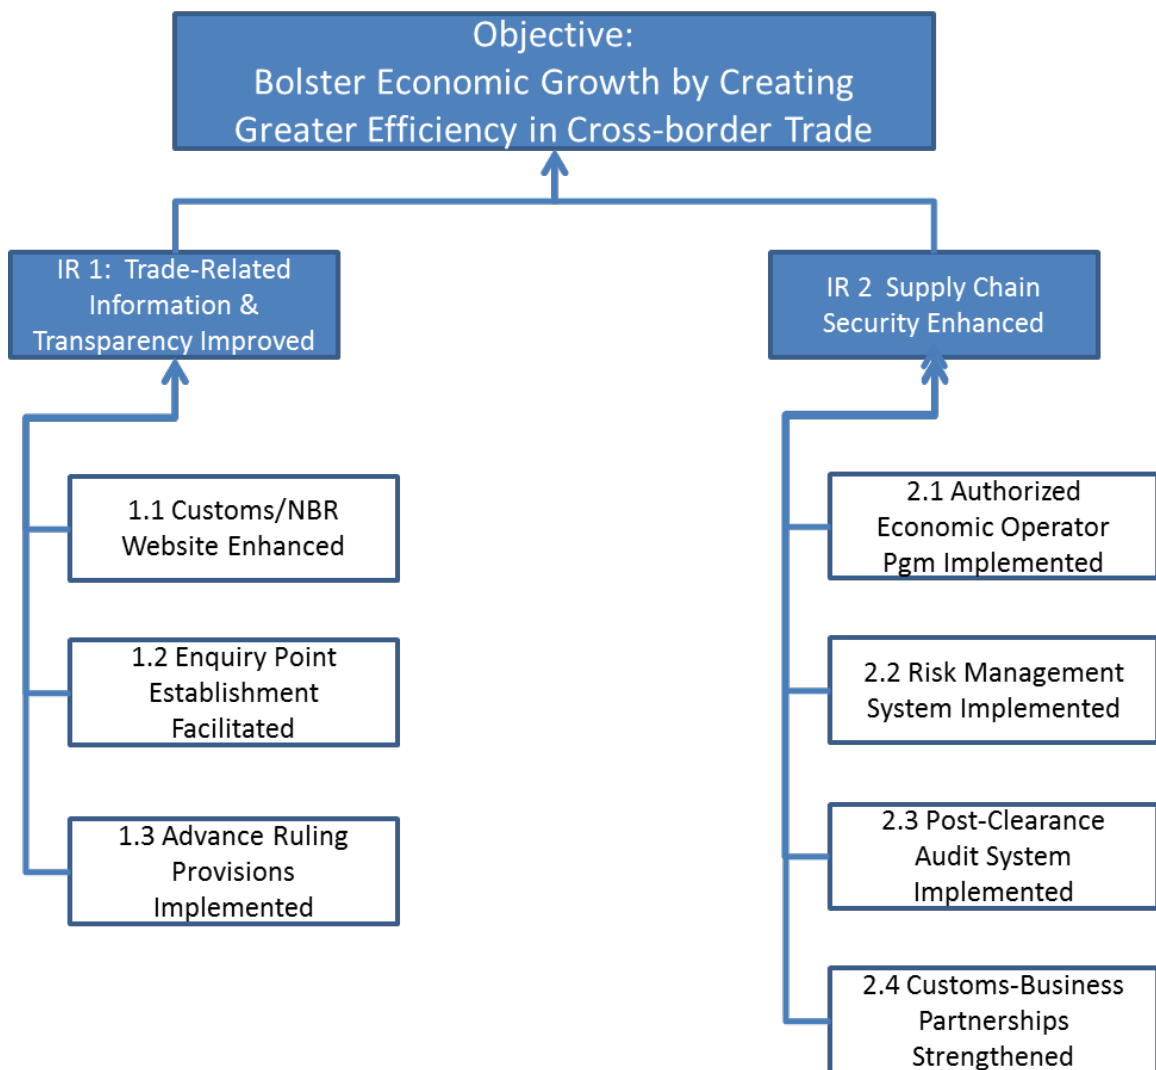 Objective:
Bolster Economic Growth by Creating
Greater Efficiency in Cross-border Trade
IR 1:  Trade-Related
Information &
Transparency Improved
IR 2  Supply Chain
Security Enhanced
1.1 Customs/NBR
Website Enhanced
1.2 Enquiry Point
Establishment
Facilitated
1.3 Advance Ruling
Provisions
Implemented
2.1 Authorized
Economic Operator
Pgm Implemented
2.2 Risk Management
System Implemented
2.3 Post-Clearance
Audit System
Implemented
2.4 Customs-Business
Partnerships
Strengthened